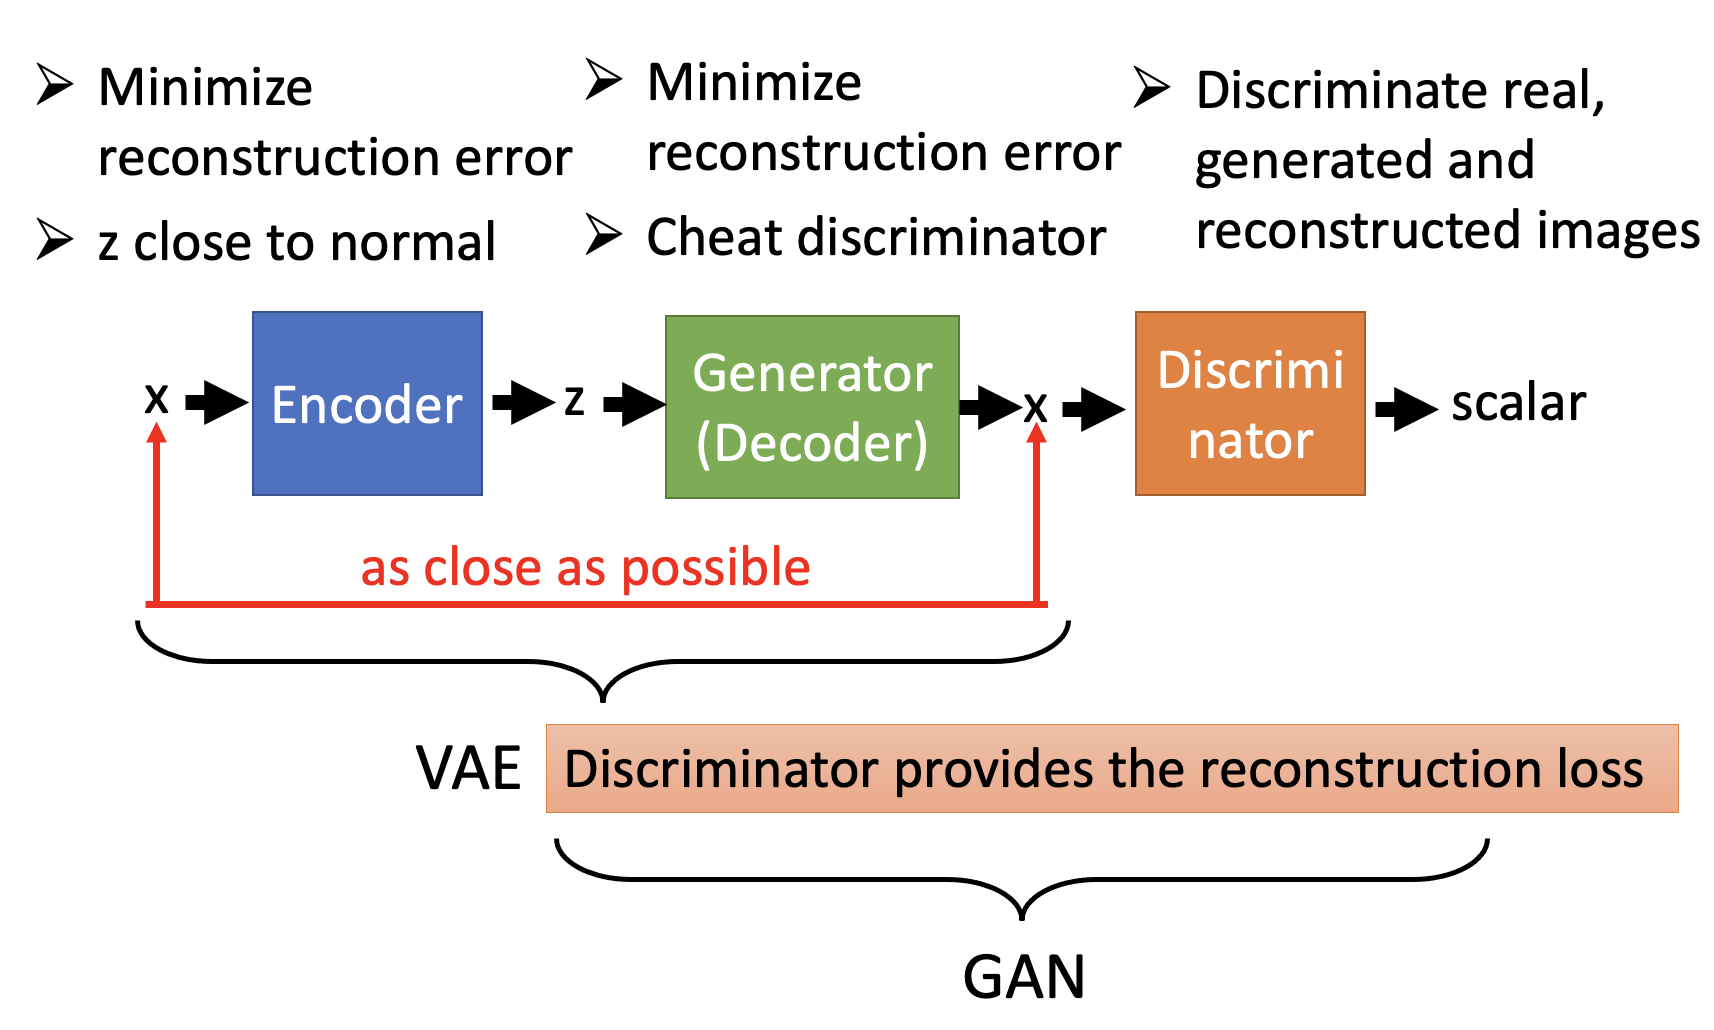 Minimize
reconstruction error
z close to normal
Minimize
reconstruction error
Cheat discriminator
Discriminate real,
generated and
reconstructed images
x
Encoder
z
Generator
(Decoder)
x
Discrimi
nator
scalar
as close as possible
VAE
Discriminator provides the reconstruction loss
GAN